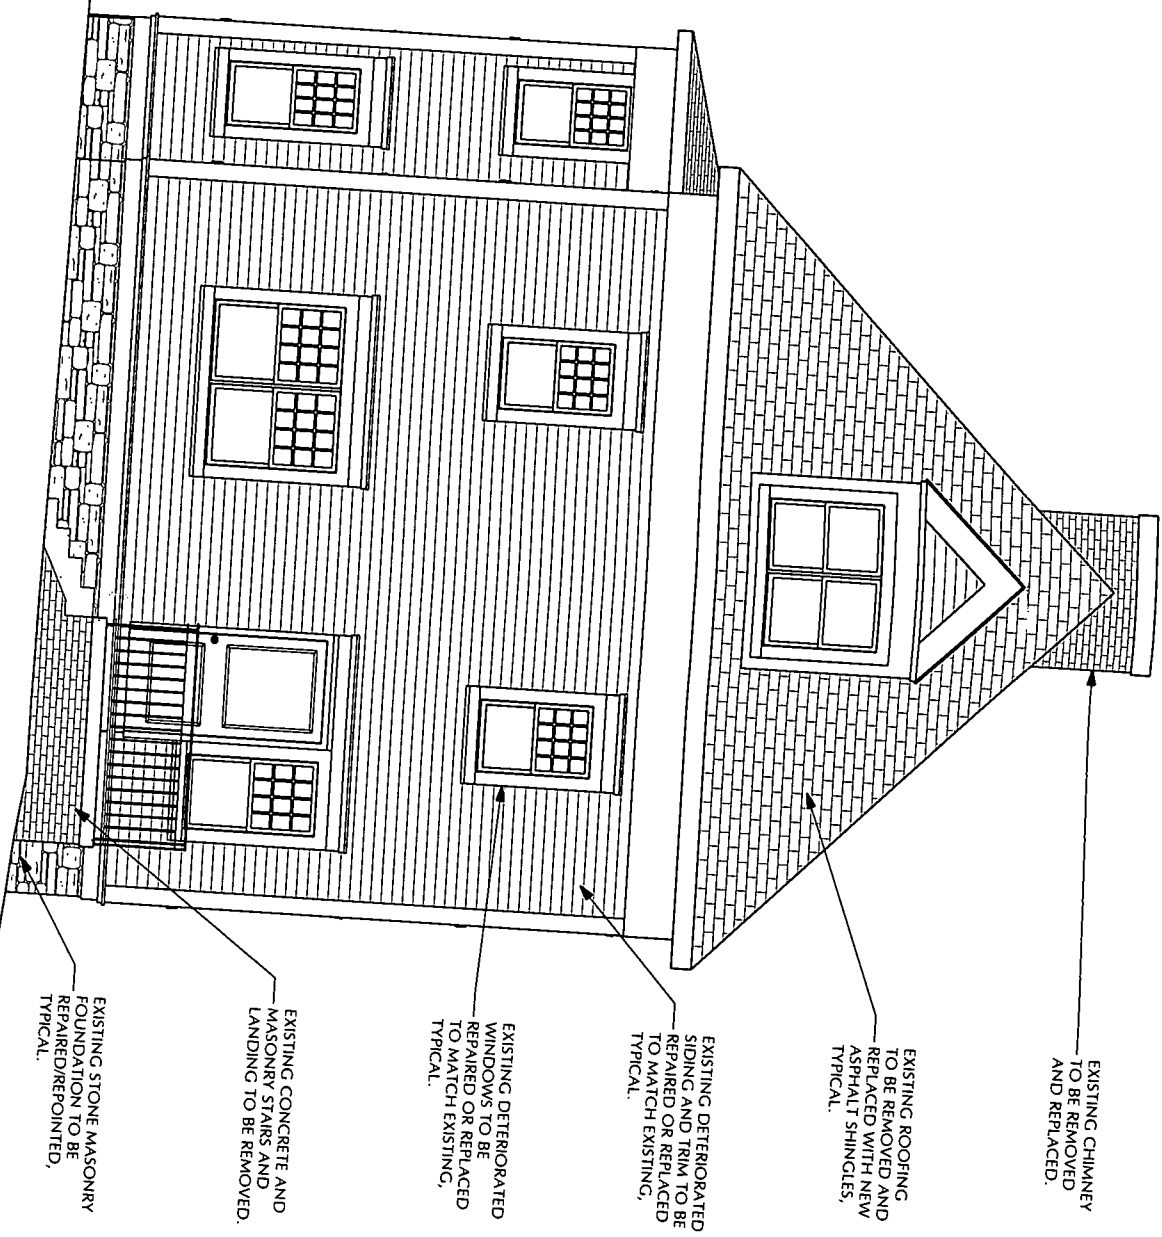 EXISTING CHIMNEY
TO BE REMOVED
AND REPLACED.
EXISTING ROOFING
TO BE REMOVED AND
REPLACED WITH NEW
ASPHALT SHINGLES,
TYPICAL.
EXISTING DETERIORATED
SIDING AND TRIM TO BE
REPAIRED OR REPLACED
TO MATCH EXISTING,
TYPICAL.
EXISTING DETERIORATED
WINDOWS TO BE
REPAIRED OR REPLACED
TO MATCH EXISTING,
TYPICAL.
EXISTING CONCRETE AND
MASONRY STAIRS AND
LANDING TO BE REMOVED.
EXISTING STONE MASONRY
FOUNDATION TO BE
REPAIRED/REPOINTED,
TYPICAL.